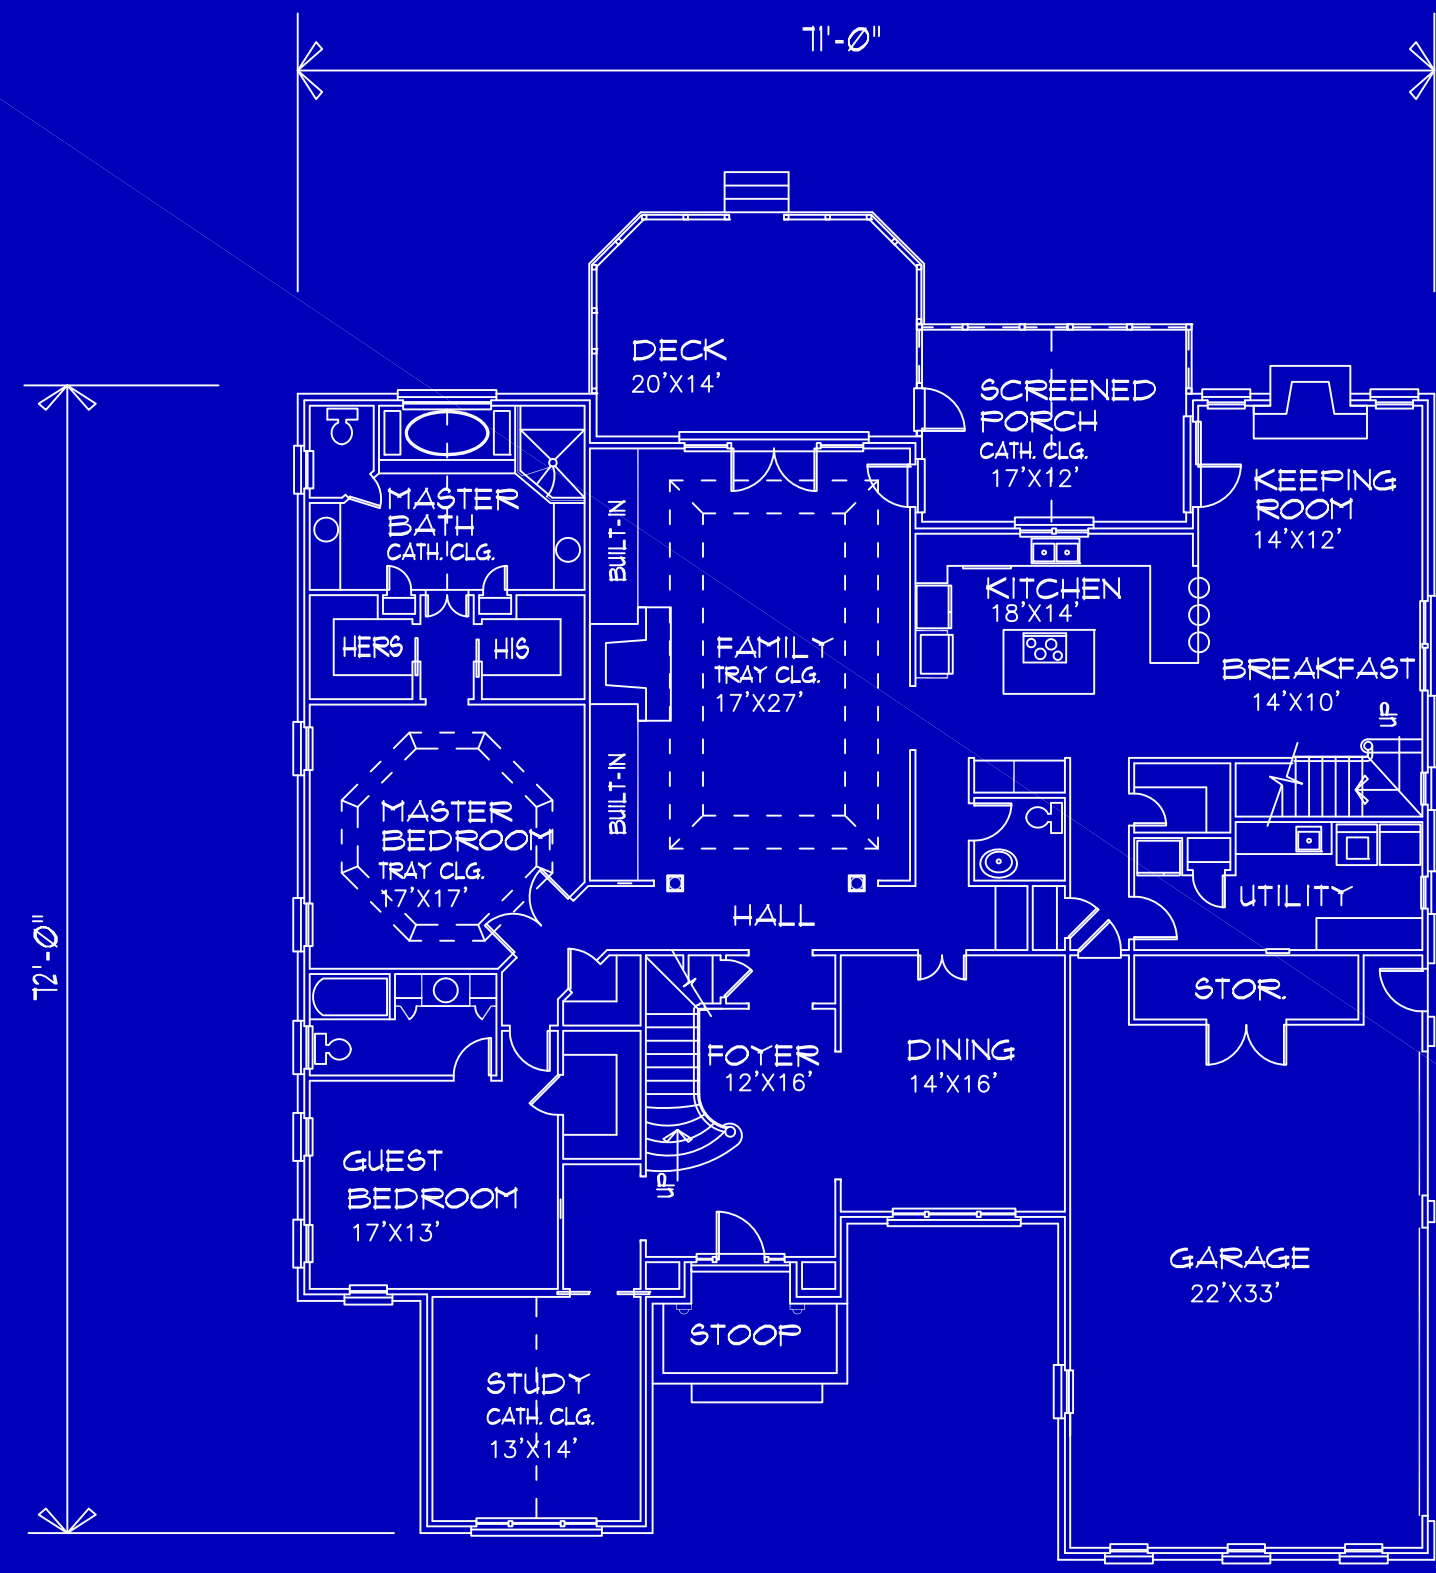 71'-0"
DECK
20'X14'
SCREENED
PORCH
CATH. CLG.
17'X12'
KEEPING
ROOM
14'X12'
MASTER
BATH
CATH. CLG.
BUILT-IN
KITCHEN
18'X14'
HERS
HIS
FAMILY
TRAY CLG.
17'X27'
BREAKFAST
14'X10'
UP
BUILT-IN
MASTER
BEDROOM
TRAY CLG.
17'X17'
UTILITY
HALL
72'-0"
STOR.
FOYER
12'X16'
DINING
14'X16'
GUEST
BEDROOM
17'X13'
UP
GARAGE
22'X33'
STOOP
STUDY
CATH. CLG.
13'X14'